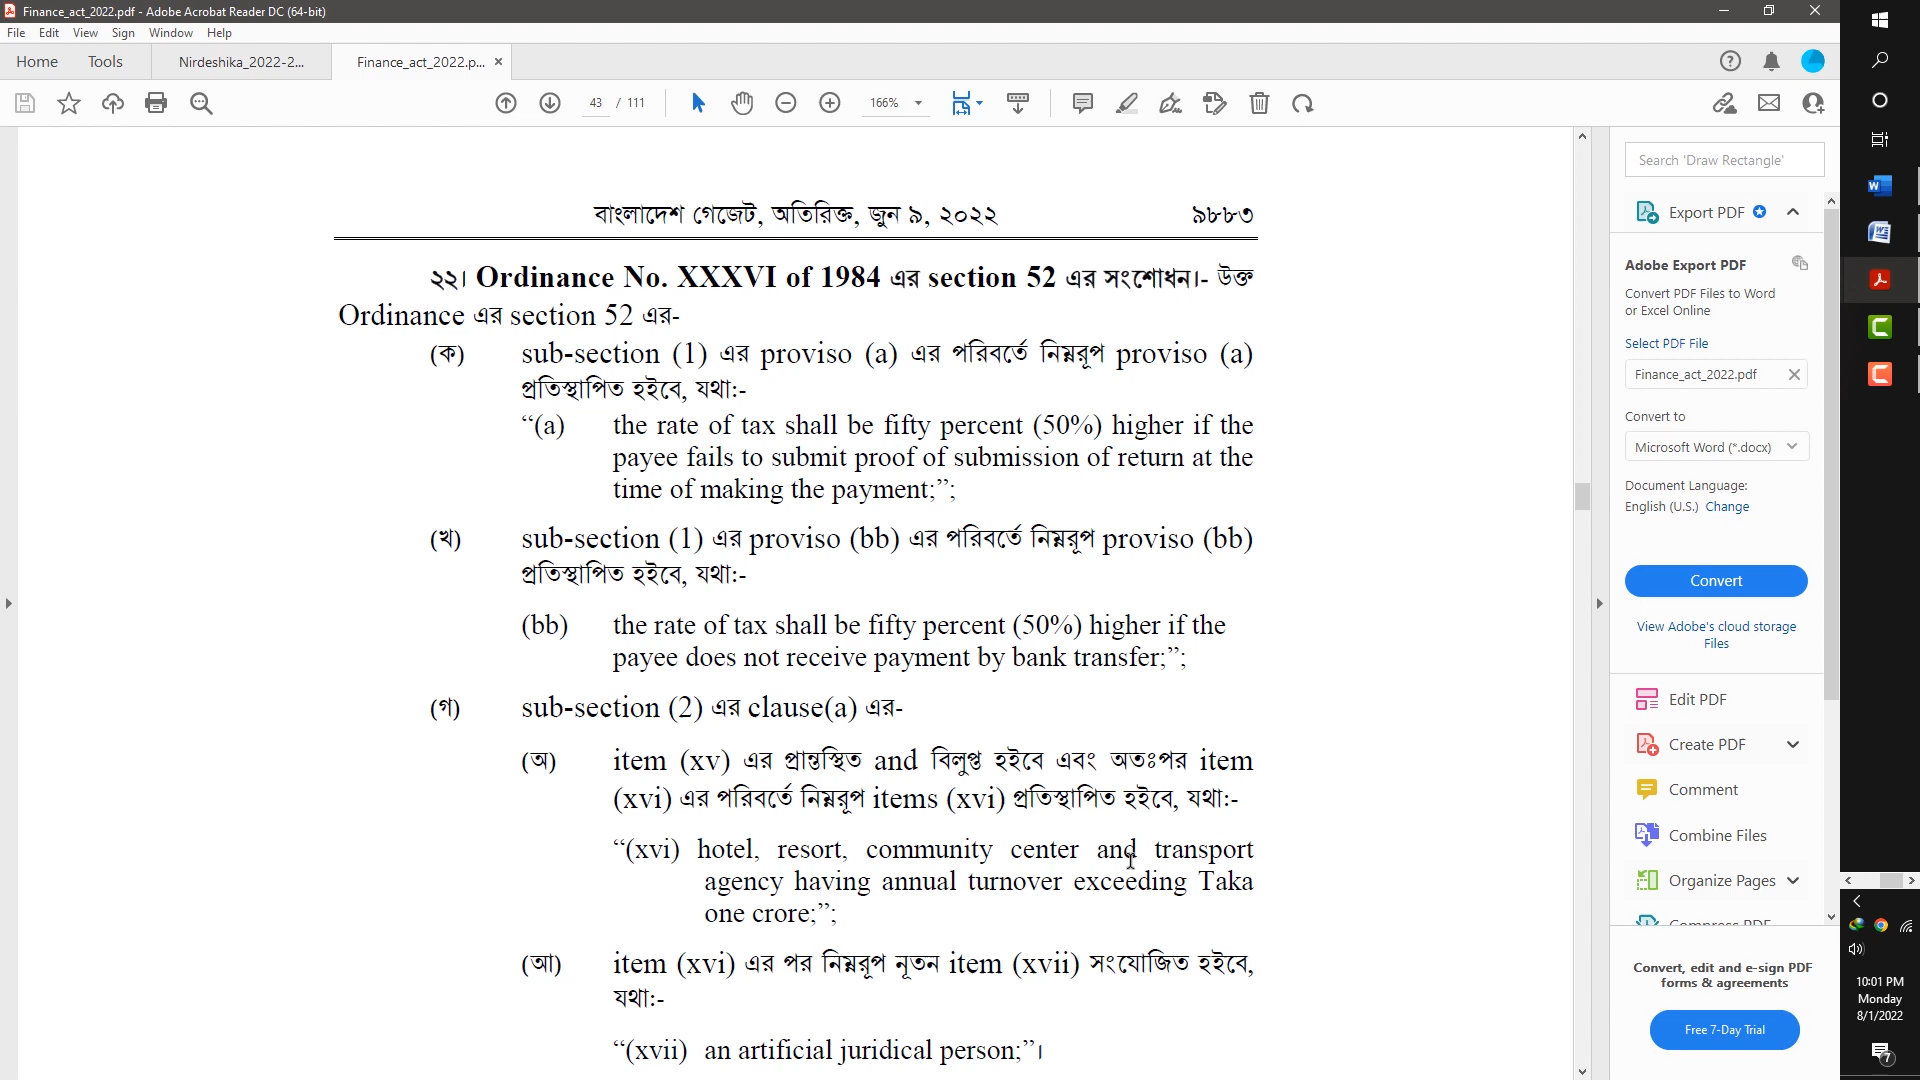 Finance_act_2022.pdf - Adobe Acrobat Reader DC (64-bit)
File Edit View Sign Window Help
Home Tools Nirdeshika_2022-2... Finance_act_2022.p... ×
43 / 111 166%
বাংলাদেশ গেজেট, অতিরিক্ত, জুন ৯, ২০২২ ৯৮৮৩
২২। Ordinance No. XXXVI of 1984 এর section 52 এর সংশোধন।- উক্ত
Ordinance এর section 52 এর-
(ক) sub-section (1) এর proviso (a) এর পরিবর্তে নিম্নরূপ proviso (a)
প্রতিস্থাপিত হইবে, যথা:-
“(a) the rate of tax shall be fifty percent (50%) higher if the
payee fails to submit proof of submission of return at the
time of making the payment;”;
(খ) sub-section (1) এর proviso (bb) এর পরিবর্তে নিম্নরূপ proviso (bb)
প্রতিস্থাপিত হইবে, যথা:-
(bb) the rate of tax shall be fifty percent (50%) higher if the
payee does not receive payment by bank transfer;”;
(গ) sub-section (2) এর clause(a) এর-
(অ) item (xv) এর প্রান্তস্থিত and বিলুপ্ত হইবে এবং অতঃপর item
(xvi) এর পরিবর্তে নিম্নরূপ items (xvi) প্রতিস্থাপিত হইবে, যথা:-
“(xvi) hotel, resort, community center and transport
agency having annual turnover exceeding Taka
one crore;”;
(আ) item (xvi) এর পর নিম্নরূপ নূতন item (xvii) সংযোজিত হইবে,
যথা:-
“(xvii) an artificial juridical person;”।
Search 'Draw Rectangle'
Export PDF
Adobe Export PDF
Convert PDF Files to Word
or Excel Online
Select PDF File
Finance_act_2022.pdf
Convert to
Microsoft Word (*.docx)
Document Language:
English (U.S.) Change
Convert
View Adobe's cloud storage
Files
Edit PDF
Create PDF
Comment
Combine Files
Organize Pages
Compress PDF
Convert, edit and e-sign PDF
forms & agreements
Free 7-Day Trial
10:01 PM
Monday
8/1/2022
7